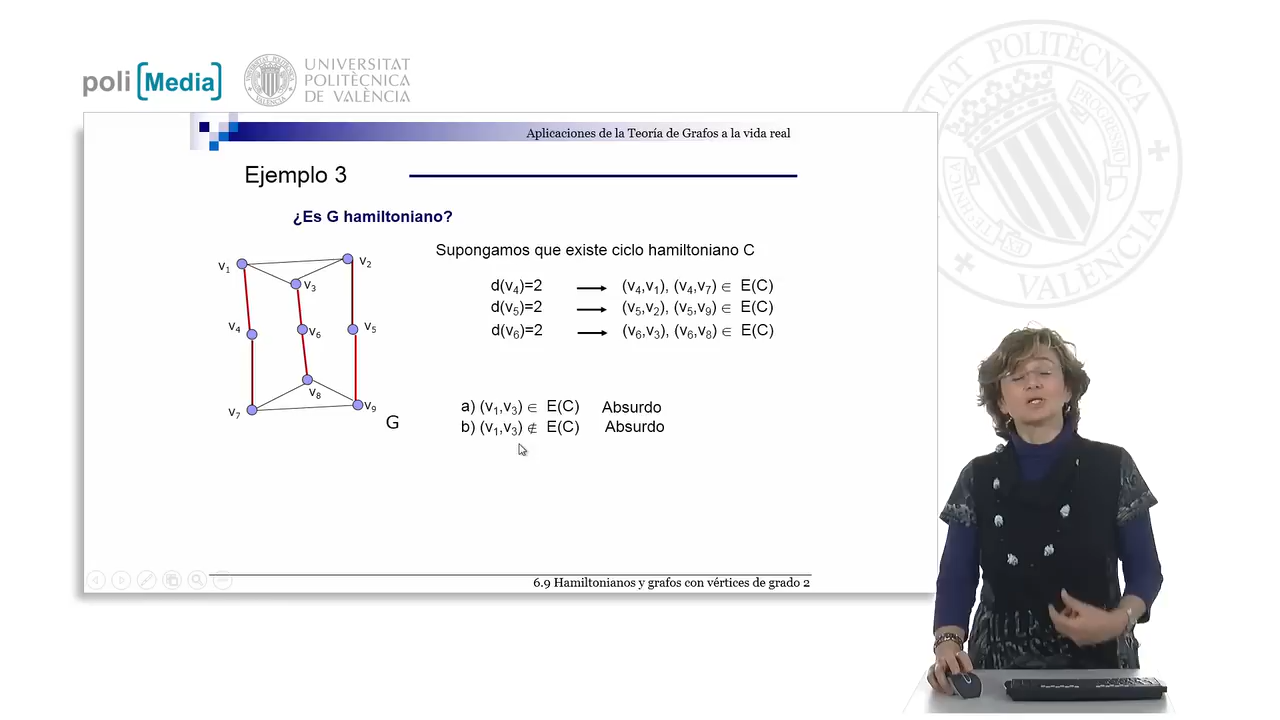 poli [Media]
UNIVERSITAT
POLITÈCNICA
DE VALÈNCIA
Aplicaciones de la Teoría de Grafos a la vida real
Ejemplo 3
¿Es G hamiltoniano?
Supongamos que existe ciclo hamiltoniano C
d(v4)=2 → (v4,v1), (v4,v7) ∈ E(C)
d(v5)=2 → (v5,v2), (v5,v9) ∈ E(C)
d(v6)=2 → (v6,v3), (v6,v8) ∈ E(C)
v1
v2
v3
v4
v6
v5
v7
v8
v9
G
a) (v1,v3) ∈ E(C) Absurdo
b) (v1,v3) ∉ E(C) Absurdo
6.9 Hamiltonianos y grafos con vértices de grado 2
POLITÈCNICA
VALÈNCIA